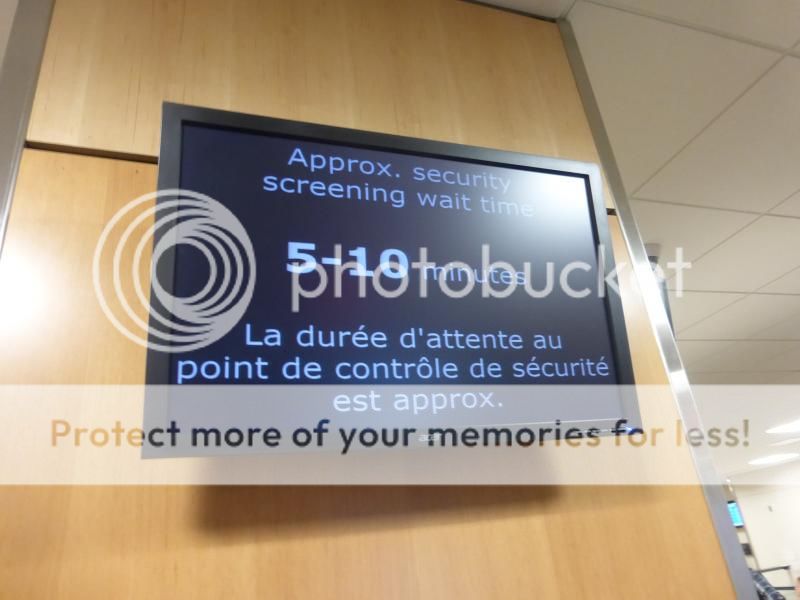 Approx. security
screening wait time
5-10 minutes
photobucket
La durée d'attente au
point de contrôle de sécurité
est approx.
Protect more of your memories for less!
acer